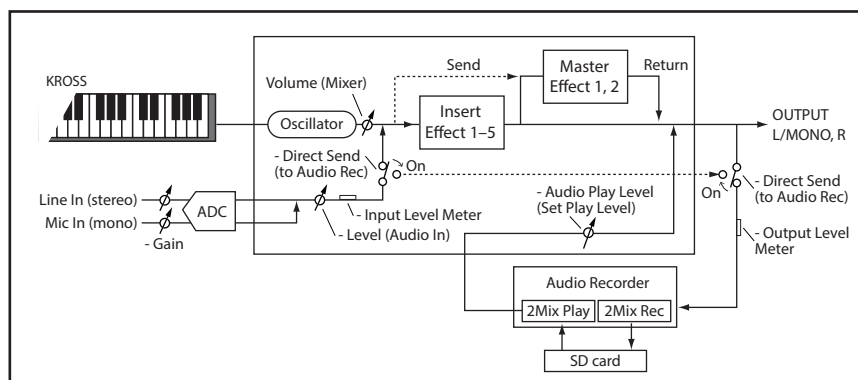 KROSS
Volume (Mixer)
Oscillator
Send
Insert
Effect 1–5
Master
Effect 1, 2
Return
OUTPUT
L/MONO, R
- Direct Send
(to Audio Rec)
On
Line In (stereo)
Mic In (mono)
- Gain
ADC
- Input Level Meter
- Level (Audio In)
- Audio Play Level
(Set Play Level)
On
- Direct Send
(to Audio Rec)
- Output Level
Meter
Audio Recorder
2Mix Play
2Mix Rec
SD card